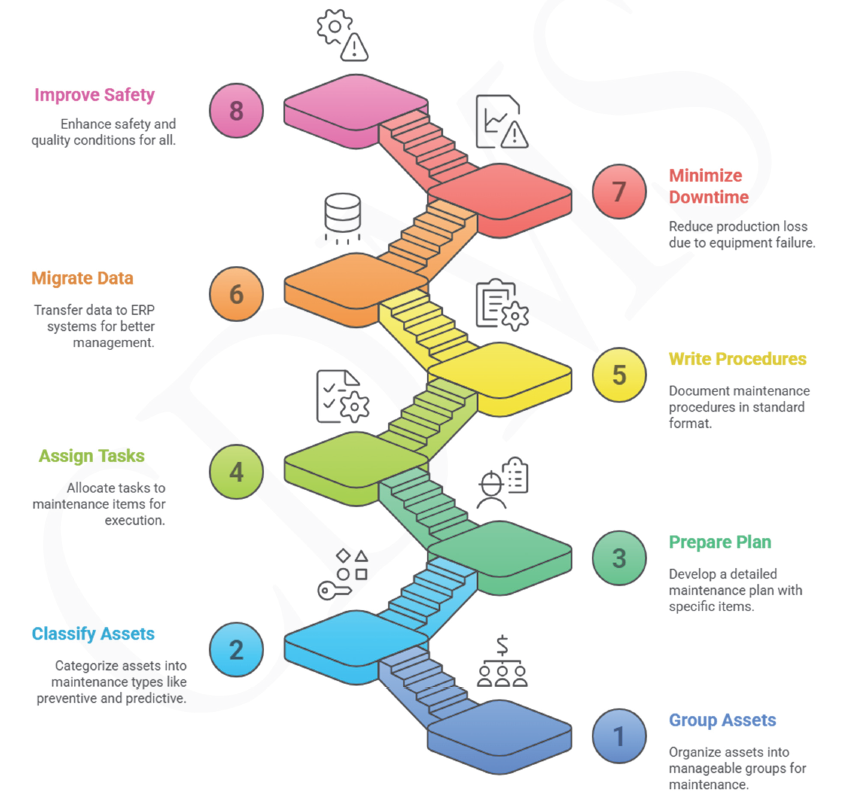 Improve Safety
Enhance safety and
quality conditions for all.
8
7
Minimize
Downtime
Reduce production loss
due to equipment failure.
Migrate Data
Transfer data to ERP
systems for better
management.
6
5
Write Procedures
Document maintenance
procedures in standard
format.
Assign Tasks
Allocate tasks to
maintenance items for
execution.
4
3
Prepare Plan
Develop a detailed
maintenance plan with
specific items.
Classify Assets
Categorize assets into
maintenance types like
preventive and predictive.
2
$
1
Group Assets
Organize assets into
manageable groups for
maintenance.
CDMS